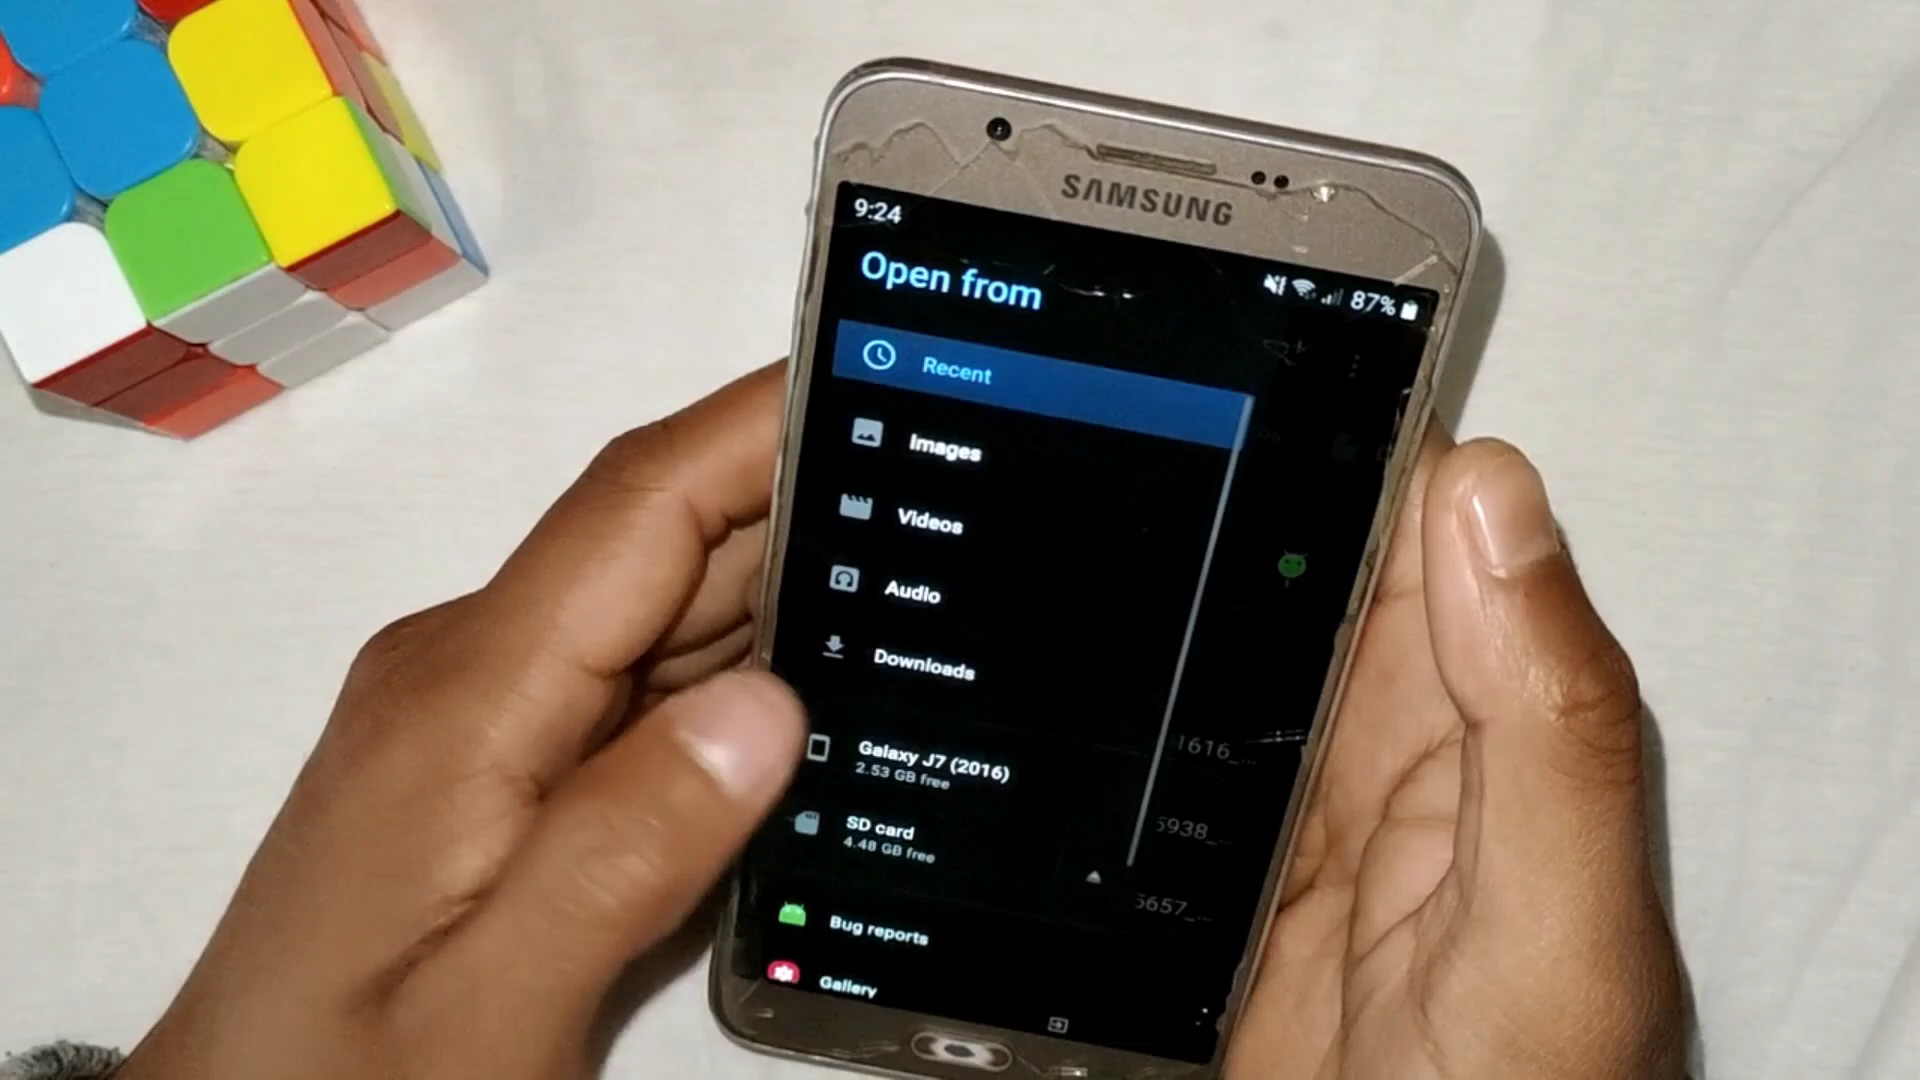 SAMSUNG
9:24
87%
Open from
Recent
Images
Videos
Audio
Downloads
Galaxy J7 (2016)
2.53 GB free
1616_...
SD card
4.48 GB free
5938_...
5657_...
Bug reports
Gallery